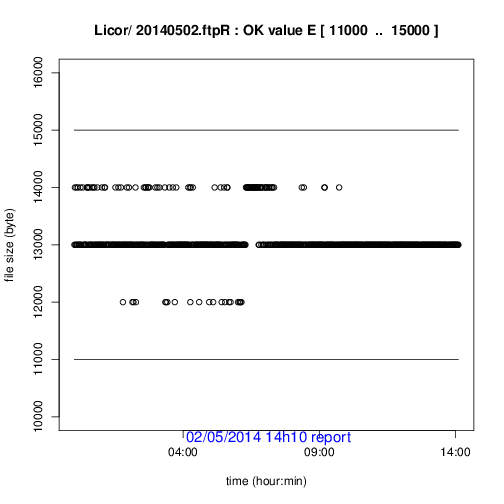 Licor/ 20140502.ftpR : OK value E [ 11000  ..  15000 ]
file size (byte)
16000
15000
14000
13000
12000
11000
10000
02/05/2014 14h10 report
04:00 09:00 14:00
time (hour:min)